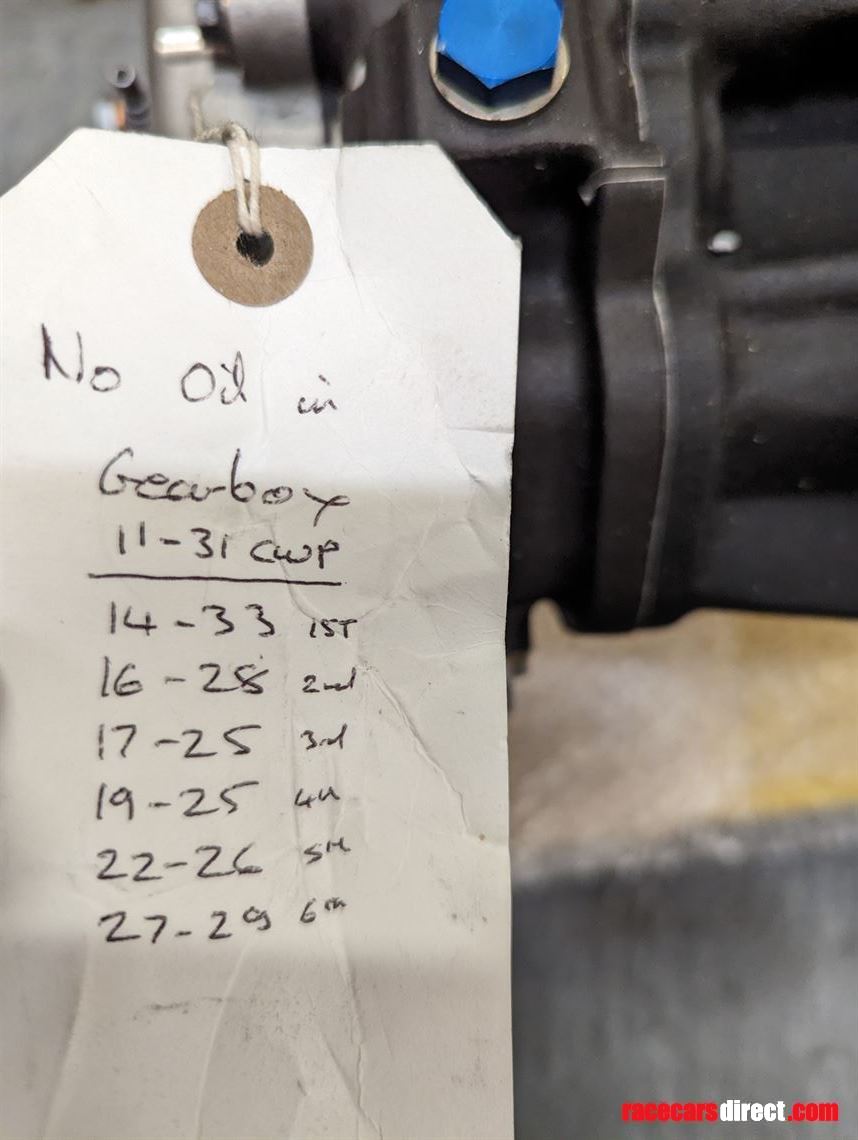 No Oil in
Gearbox
11-31 CWP
14-33 1ST
16-28 2nd
17-25 3rd
19-25 4th
22-26 5th
27-29 6th
racecarsdirect.com